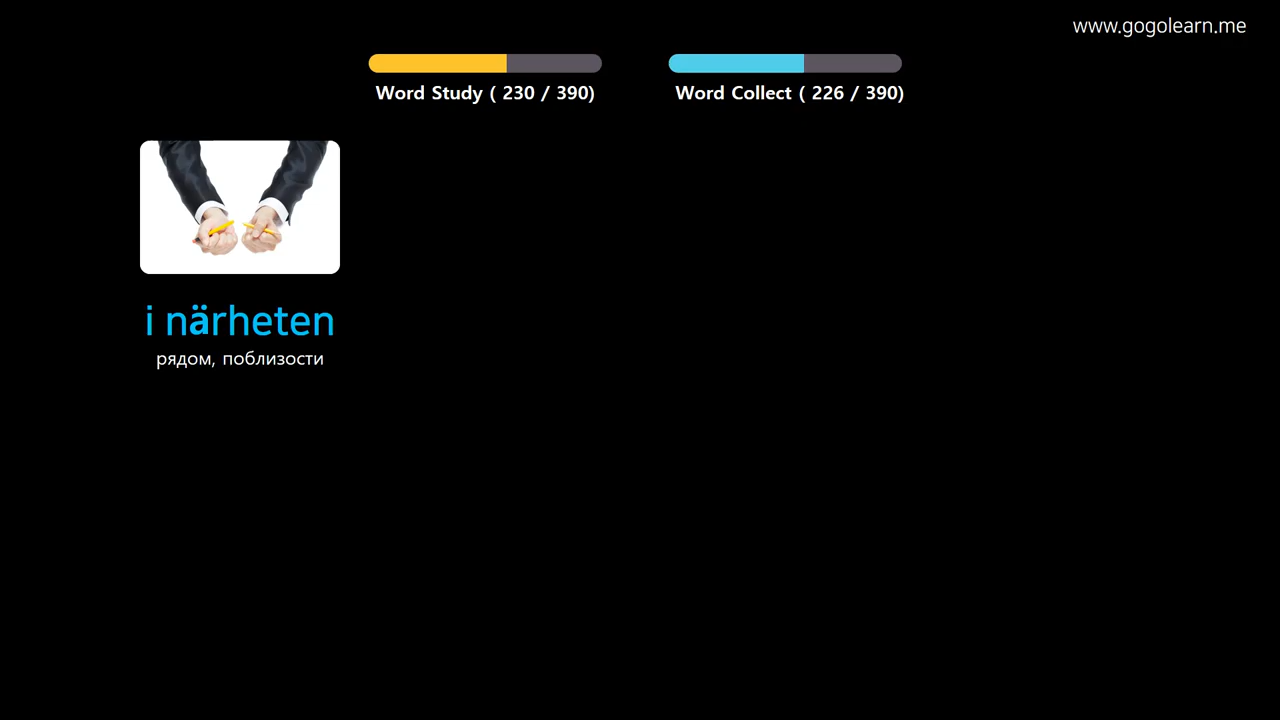 www.gogolearn.me
Word Study ( 230 / 390)
Word Collect ( 226 / 390)
i närheten
рядом, поблизости